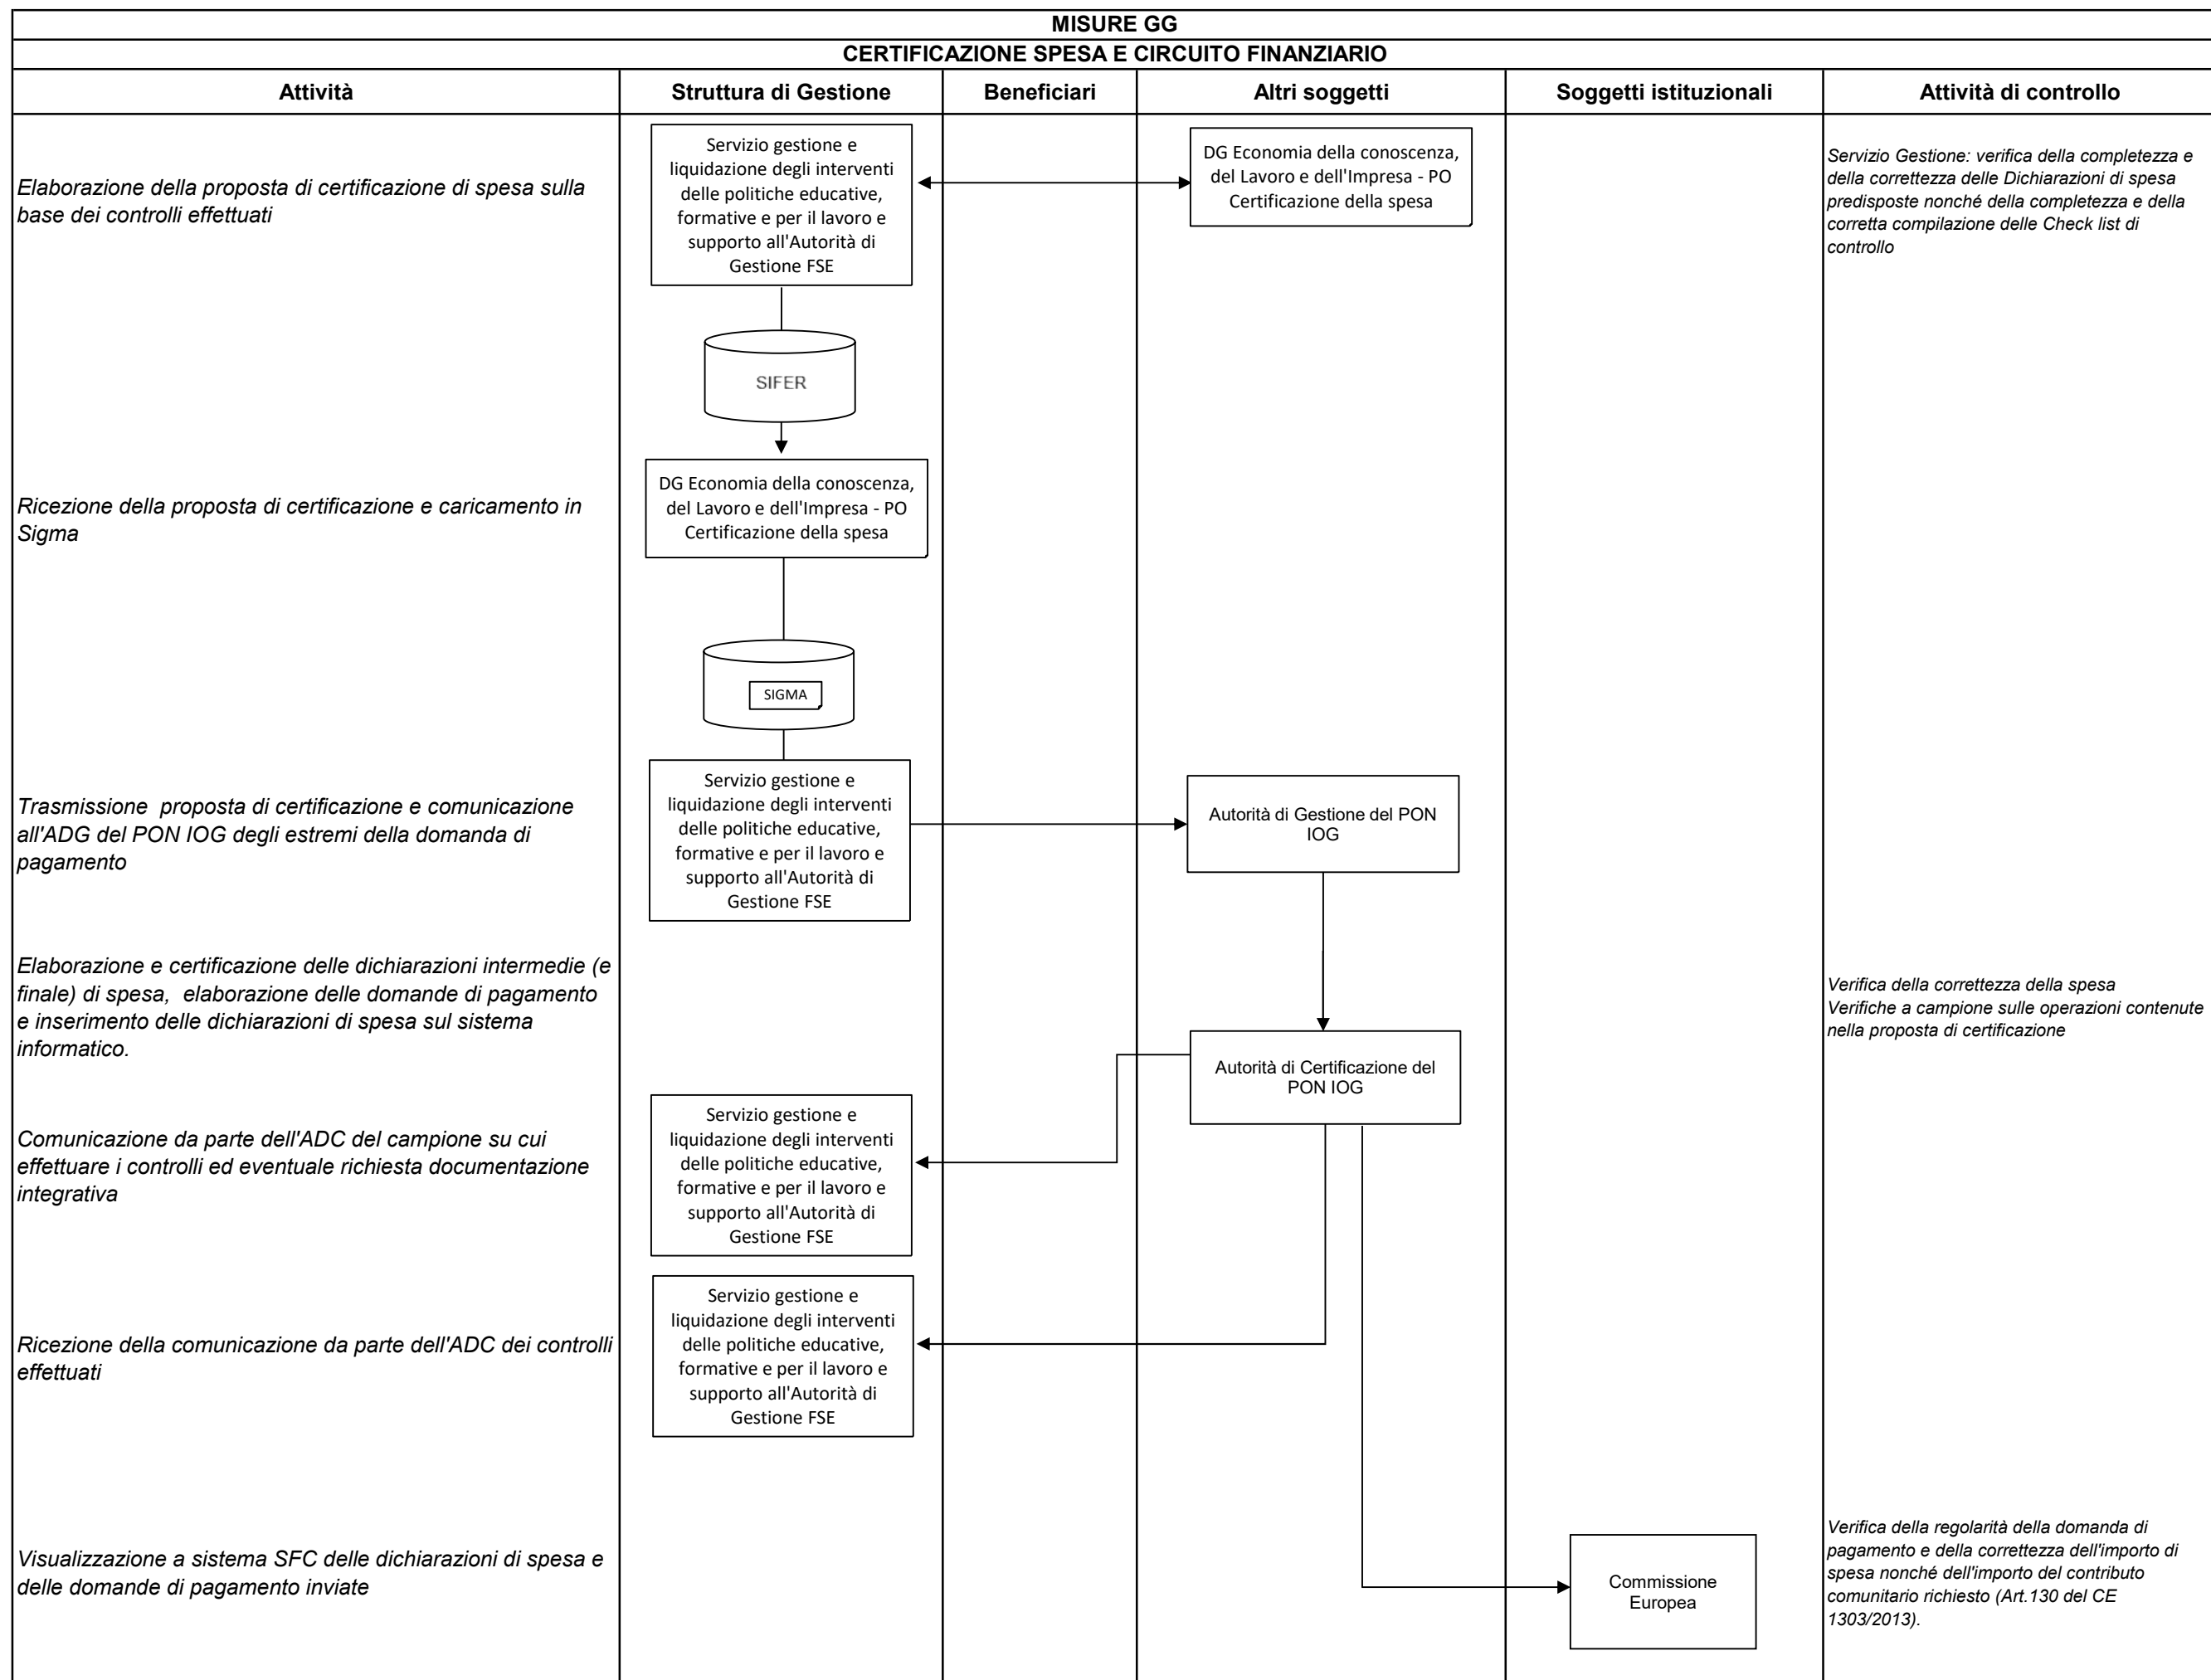 MISURE GG
CERTIFICAZIONE SPESA E CIRCUITO FINANZIARIO
Attività
Struttura di Gestione
Beneficiari
Altri soggetti
Soggetti istituzionali
Attività di controllo
Elaborazione della proposta di certificazione di spesa sulla
base dei controlli effettuati
Servizio gestione e
liquidazione degli interventi
delle politiche educative,
formative e per il lavoro e
supporto all'Autorità di
Gestione FSE
DG Economia della conoscenza,
del Lavoro e dell'Impresa - PO
Certificazione della spesa
Servizio Gestione: verifica della completezza e
della correttezza delle Dichiarazioni di spesa
predisposte nonché della completezza e della
corretta compilazione delle Check list di
controllo
SIFER
Ricezione della proposta di certificazione e caricamento in
Sigma
DG Economia della conoscenza,
del Lavoro e dell'Impresa - PO
Certificazione della spesa
SIGMA
Trasmissione  proposta di certificazione e comunicazione
all'ADG del PON IOG degli estremi della domanda di
pagamento
Servizio gestione e
liquidazione degli interventi
delle politiche educative,
formative e per il lavoro e
supporto all'Autorità di
Gestione FSE
Autorità di Gestione del PON
IOG
Elaborazione e certificazione delle dichiarazioni intermedie (e
finale) di spesa,  elaborazione delle domande di pagamento
e inserimento delle dichiarazioni di spesa sul sistema
informatico.
Autorità di Certificazione del
PON IOG
Verifica della correttezza della spesa
Verifiche a campione sulle operazioni contenute
nella proposta di certificazione
Comunicazione da parte dell'ADC del campione su cui
effettuare i controlli ed eventuale richiesta documentazione
integrativa
Servizio gestione e
liquidazione degli interventi
delle politiche educative,
formative e per il lavoro e
supporto all'Autorità di
Gestione FSE
Ricezione della comunicazione da parte dell'ADC dei controlli
effettuati
Servizio gestione e
liquidazione degli interventi
delle politiche educative,
formative e per il lavoro e
supporto all'Autorità di
Gestione FSE
Visualizzazione a sistema SFC delle dichiarazioni di spesa e
delle domande di pagamento inviate
Commissione
Europea
Verifica della regolarità della domanda di
pagamento e della correttezza dell'importo di
spesa nonché dell'importo del contributo
comunitario richiesto (Art.130 del CE
1303/2013).